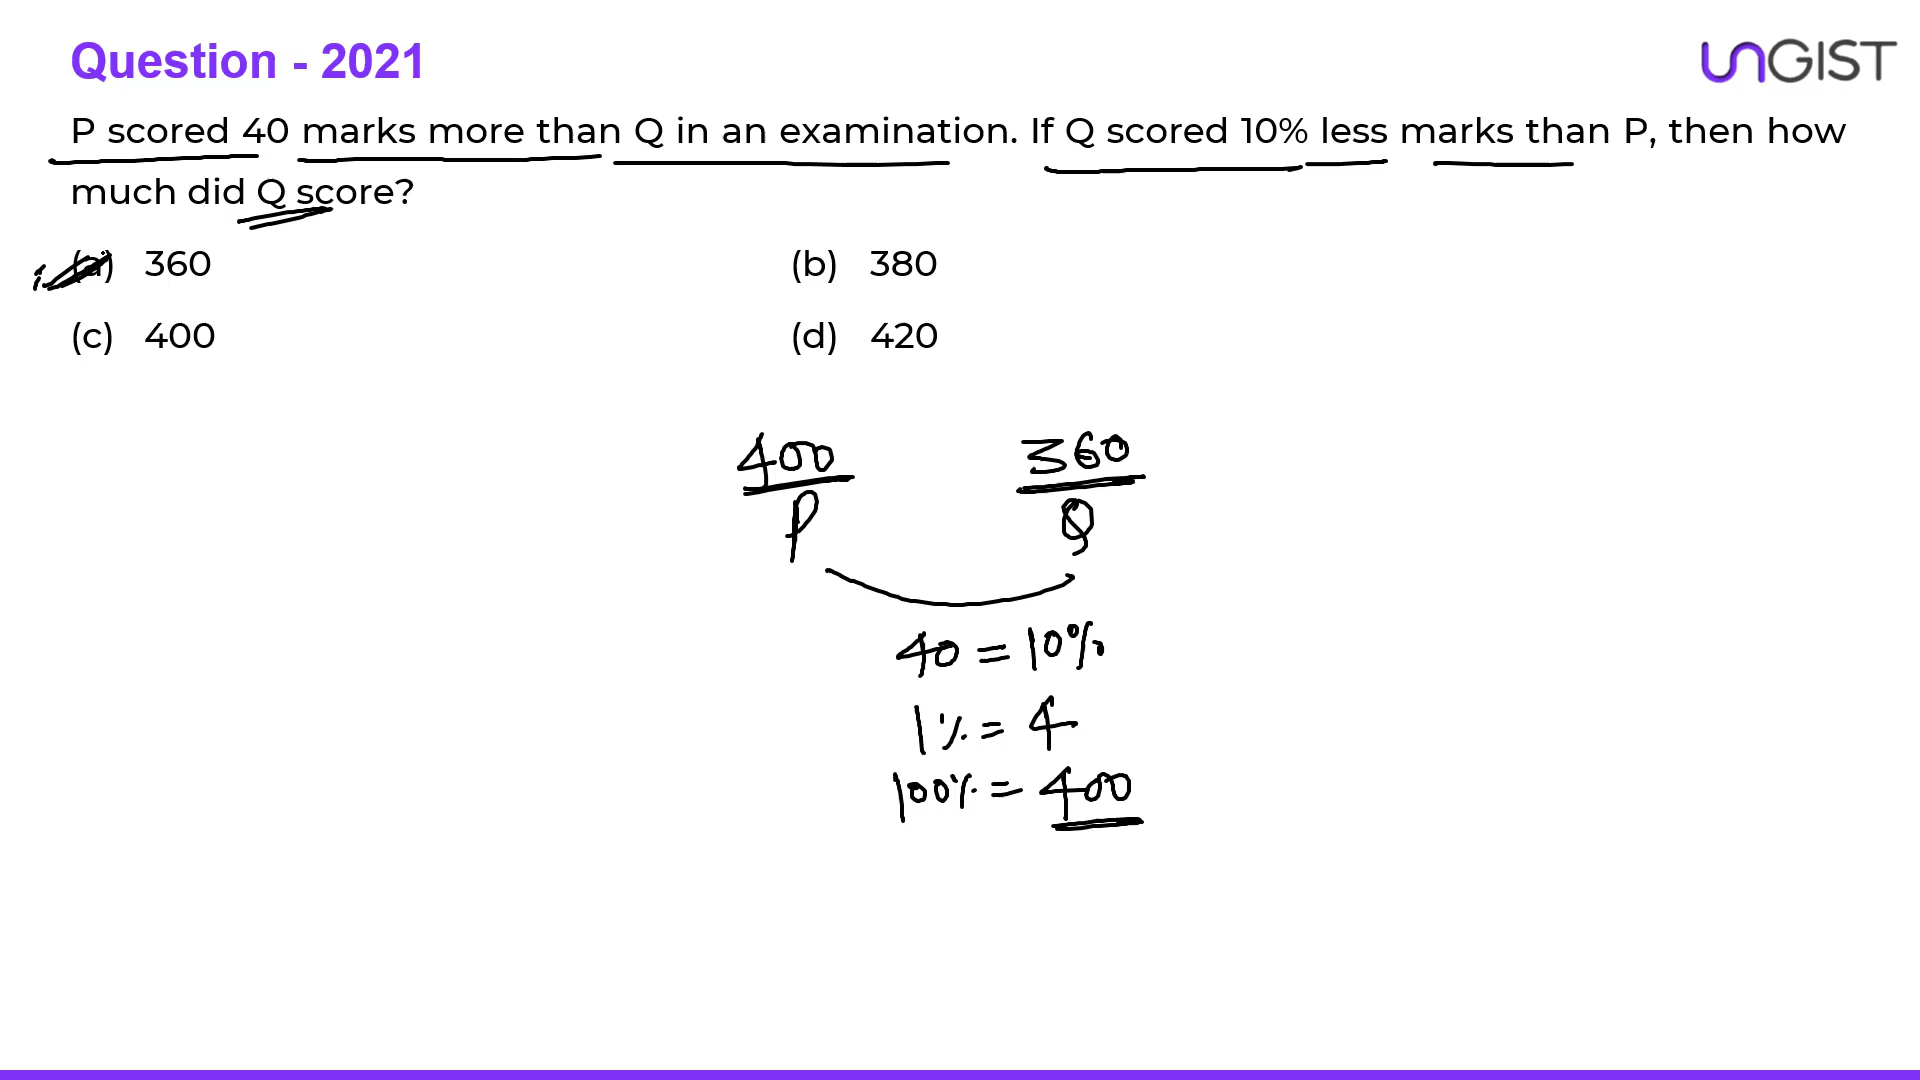 Question - 2021
UNGIST
P scored 40 marks more than Q in an examination. If Q scored 10% less marks than P, then how
much did Q score?
(a) 360
(b) 380
(c) 400
(d) 420
400 360
P Q
40 = 10%
1% = 4
100% = 400